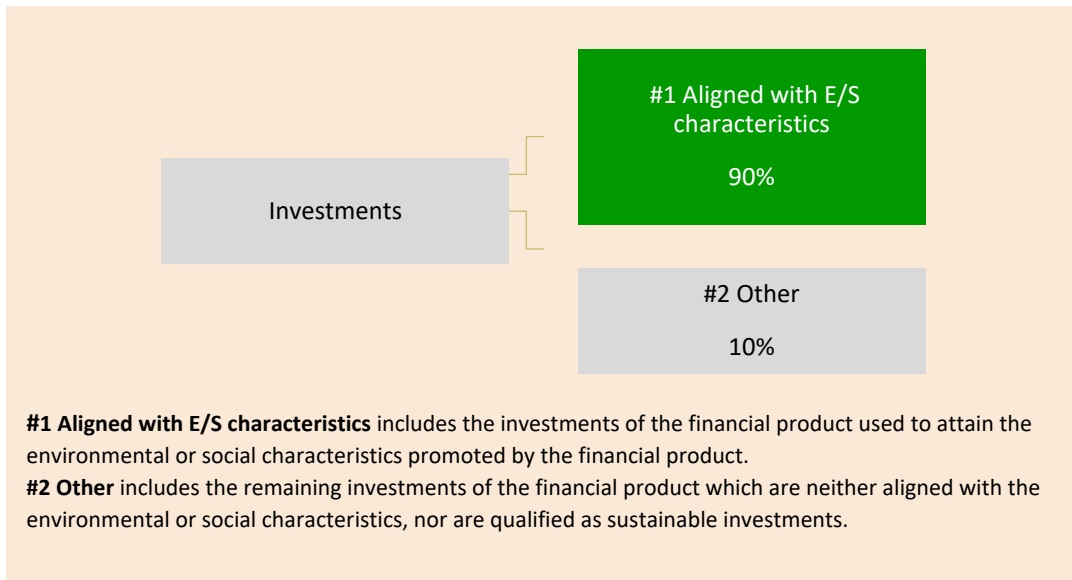 #1 Aligned with E/S
characteristics
90%
Investments
#2 Other
10%
#1 Aligned with E/S characteristics includes the investments of the financial product used to attain the
environmental or social characteristics promoted by the financial product.
#2 Other includes the remaining investments of the financial product which are neither aligned with the
environmental or social characteristics, nor are qualified as sustainable investments.